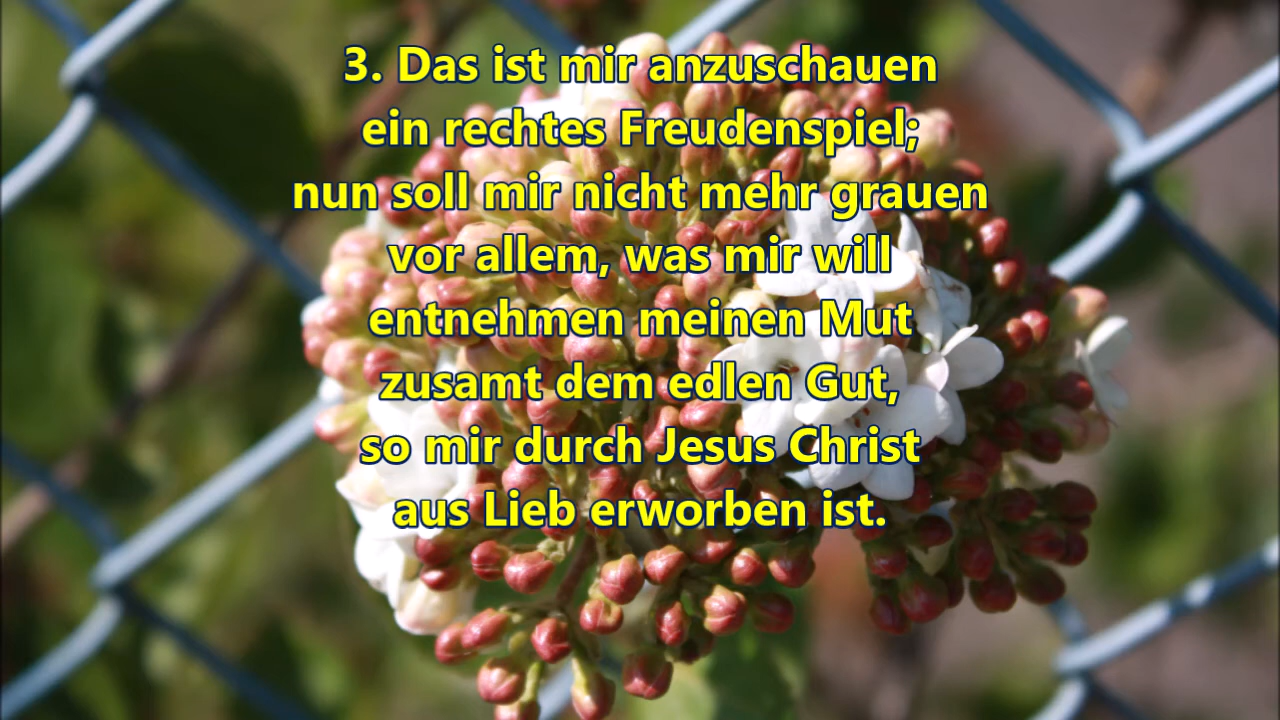 3. Das ist mir anzuschauen
ein rechtes Freudenspiel;
nun soll mir nicht mehr grauen
vor allem, was mir will
entnehmen meinen Mut
zusamt dem edlen Gut,
so mir durch Jesus Christ
aus Lieb erworben ist.